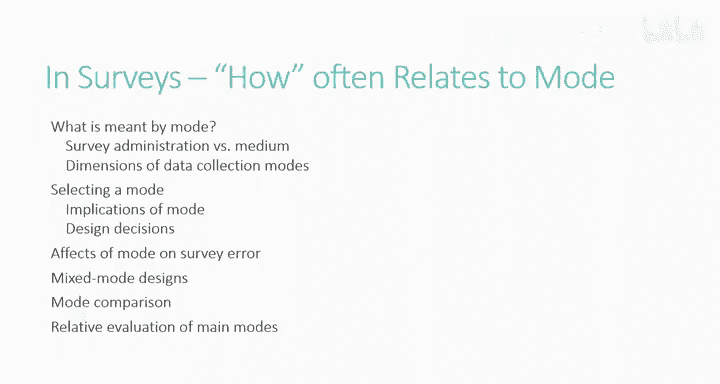 In Surveys – “How” often Relates to Mode
What is meant by mode?
Survey administration vs. medium
Dimensions of data collection modes
Selecting a mode
Implications of mode
Design decisions
Affects of mode on survey error
Mixed-mode designs
Mode comparison
Relative evaluation of main modes